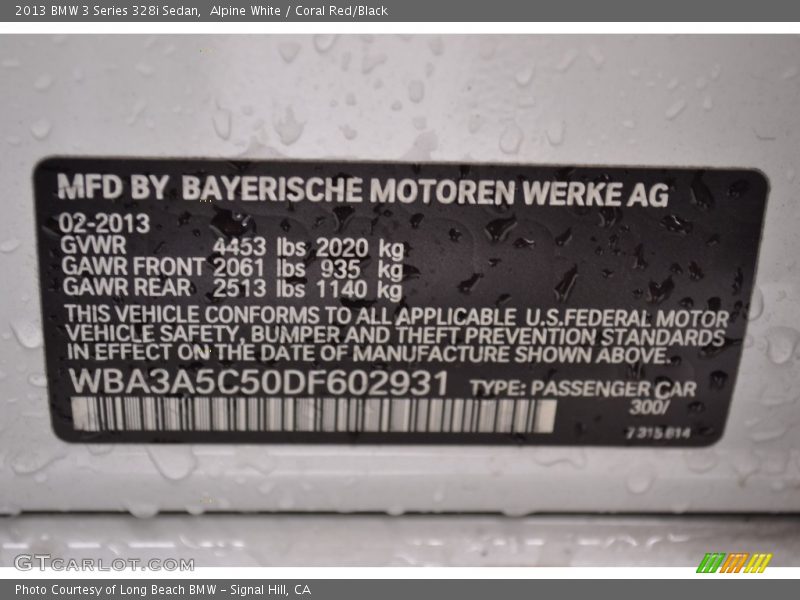 2013 BMW 3 Series 328i Sedan,  Alpine White / Coral Red/Black
MFD BY BAYERISCHE MOTOREN WERKE AG
02-2013
GVWR 4453 lbs 2020 kg
GAWR FRONT 2061 lbs 935 kg
GAWR REAR 2513 lbs 1140 kg
THIS VEHICLE CONFORMS TO ALL APPLICABLE U.S.FEDERAL MOTOR
VEHICLE SAFETY, BUMPER AND THEFT PREVENTION STANDARDS
IN EFFECT ON THE DATE OF MANUFACTURE SHOWN ABOVE.
WBA3A5C50DF602931 TYPE: PASSENGER CAR
300/
7 315 814
GTCARLOT.COM
Photo Courtesy of Long Beach BMW – Signal Hill, CA